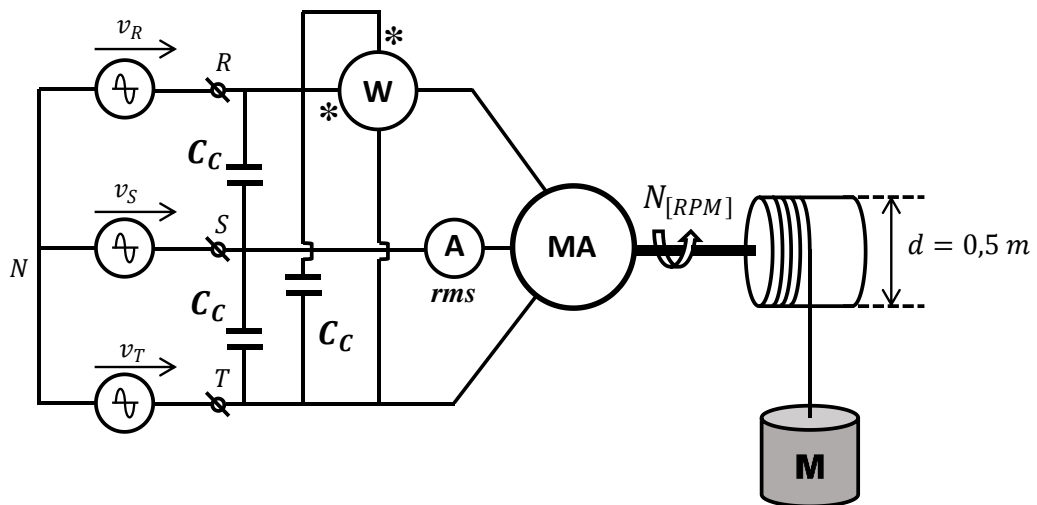 v_R
R
*
W
*
C_C
v_S
S
N_[RPM]
MA
A
N
rms
d = 0,5 m
C_C
C_C
v_T
T
M